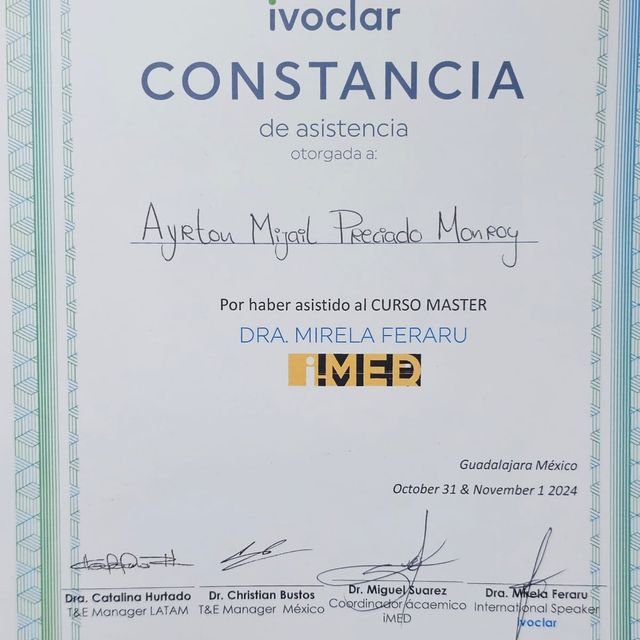 ivoclar
CONSTANCIA
de asistencia
otorgada a:
Ayrton Mijail Preciado Monroy
Por haber asistido al CURSO MASTER
DRA. MIRELA FERARU
iMED
Guadalajara México
October 31 & November 1 2024
Dra. Catalina Hurtado
T&E Manager LATAM
Dr. Christian Bustos
T&E Manager México
Dr. Miguel Suarez
Coordinador ácaemico
iMED
Dra. Mirela Feraru
International Speaker
ivoclar